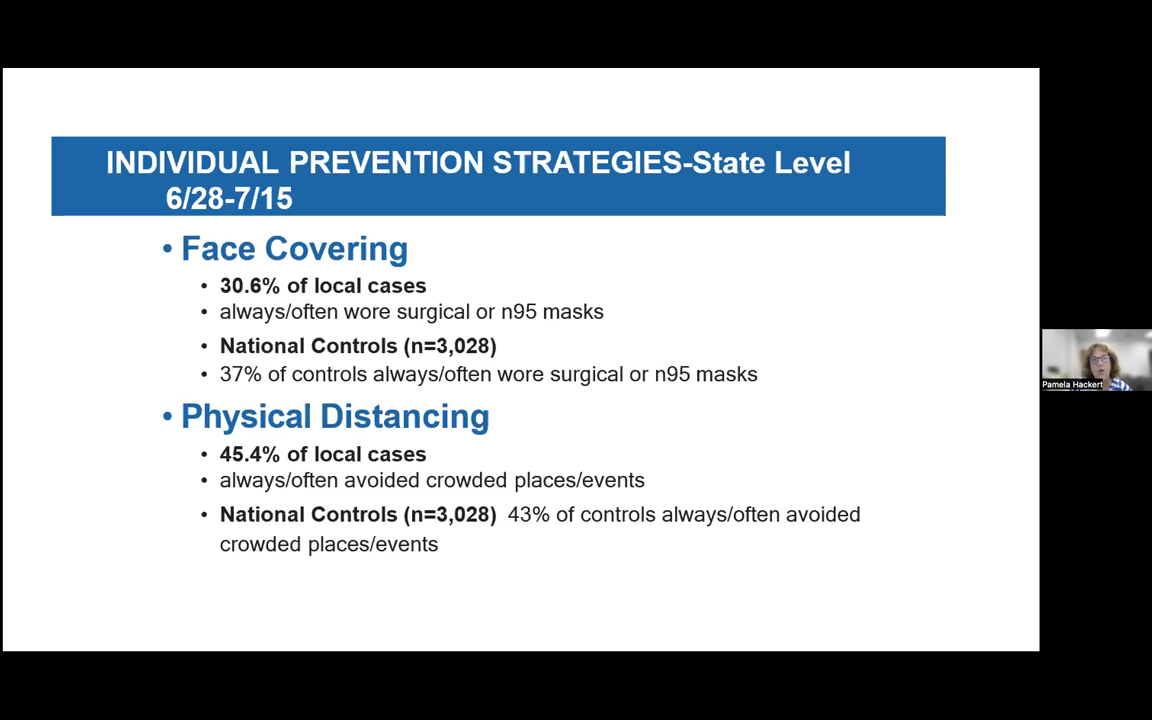 INDIVIDUAL PREVENTION STRATEGIES-State Level
6/28-7/15
• Face Covering
• 30.6% of local cases
• always/often wore surgical or n95 masks
• National Controls (n=3,028)
• 37% of controls always/often wore surgical or n95 masks
• Physical Distancing
• 45.4% of local cases
• always/often avoided crowded places/events
• National Controls (n=3,028) 43% of controls always/often avoided
crowded places/events
Pamela Hackert